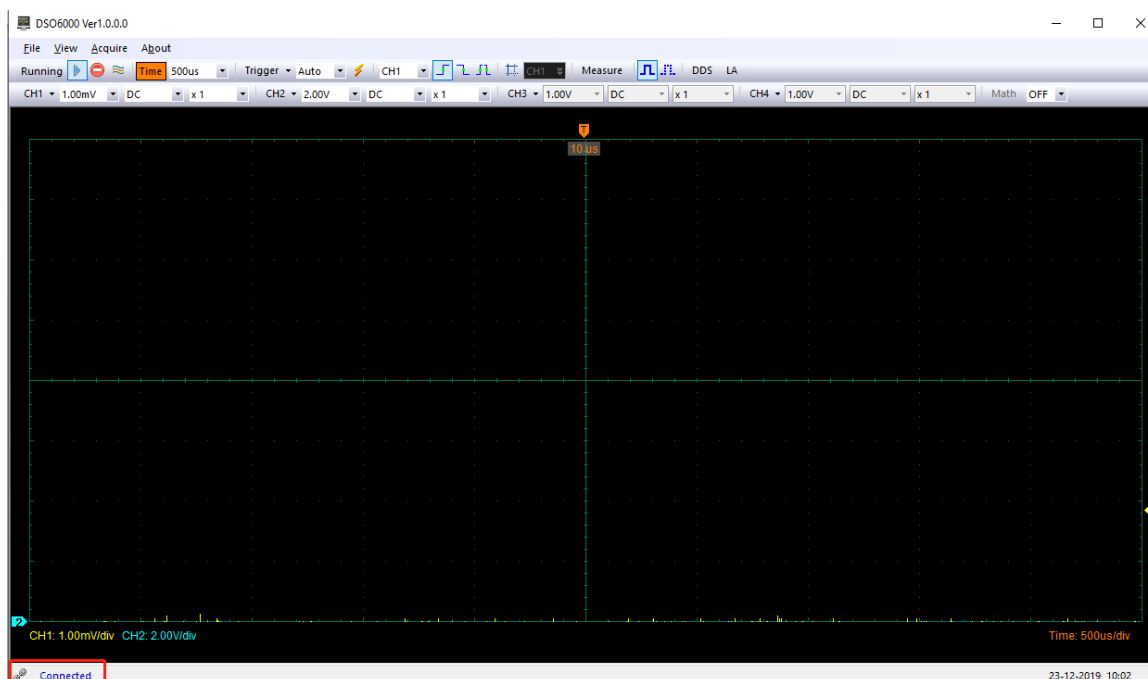 DSO6000 Ver1.0.0.0
File View Acquire About
Running Time 500us Trigger Auto CH1 CH1 Measure DDS LA
CH1 1.00mV DC x 1 CH2 2.00V DC x 1 CH3 1.00V DC x 1 CH4 1.00V DC x 1 Math OFF
T
10 us
2
CH1: 1.00mV/div CH2: 2.00V/div Time: 500us/div
Connected 23-12-2019 10:02